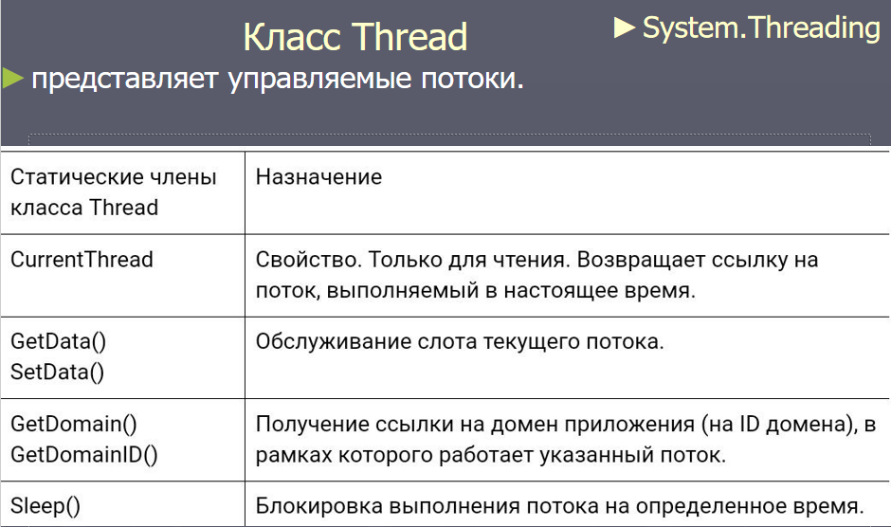 Класс Thread
►System.Threading
►представляет управляемые потоки.
Статические члены
класса Thread
Назначение
CurrentThread
Свойство. Только для чтения. Возвращает ссылку на
поток, выполняемый в настоящее время.
GetData()
SetData()
Обслуживание слота текущего потока.
GetDomain()
GetDomainID()
Получение ссылки на домен приложения (на ID домена), в
рамках которого работает указанный поток.
Sleep()
Блокировка выполнения потока на определенное время.